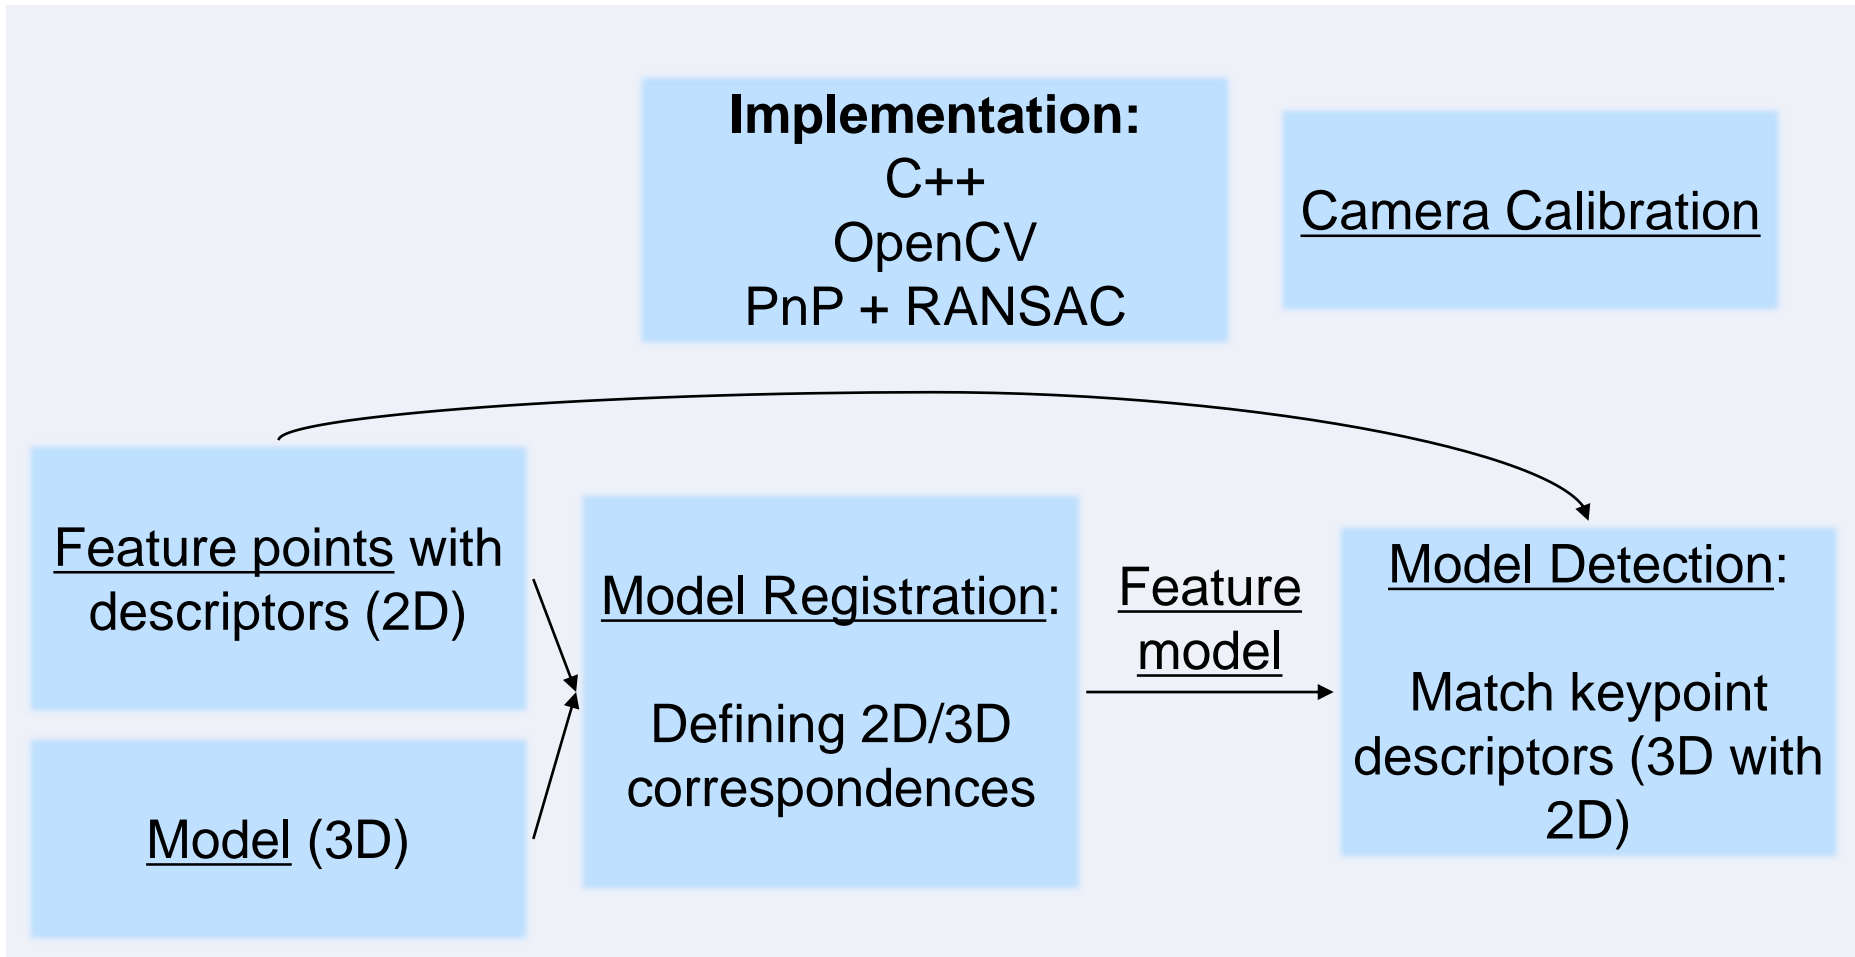 Implementation:
C++
OpenCV
PnP + RANSAC
Camera Calibration
Feature points with
descriptors (2D)
Model (3D)
Model Registration:
Defining 2D/3D
correspondences
Feature
model
Model Detection:
Match keypoint
descriptors (3D with
2D)